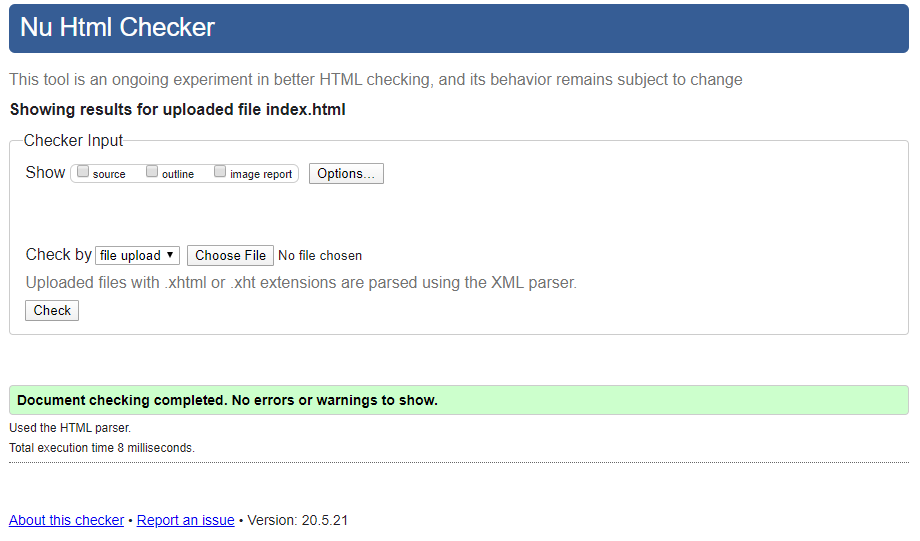 Nu Html Checker
This tool is an ongoing experiment in better HTML checking, and its behavior remains subject to change
Showing results for uploaded file index.html
Checker Input
Show source outline image report Options...
Check by file upload Choose File No file chosen
Uploaded files with .xhtml or .xht extensions are parsed using the XML parser.
Check
Document checking completed. No errors or warnings to show.
Used the HTML parser.
Total execution time 8 milliseconds.
About this checker • Report an issue • Version: 20.5.21